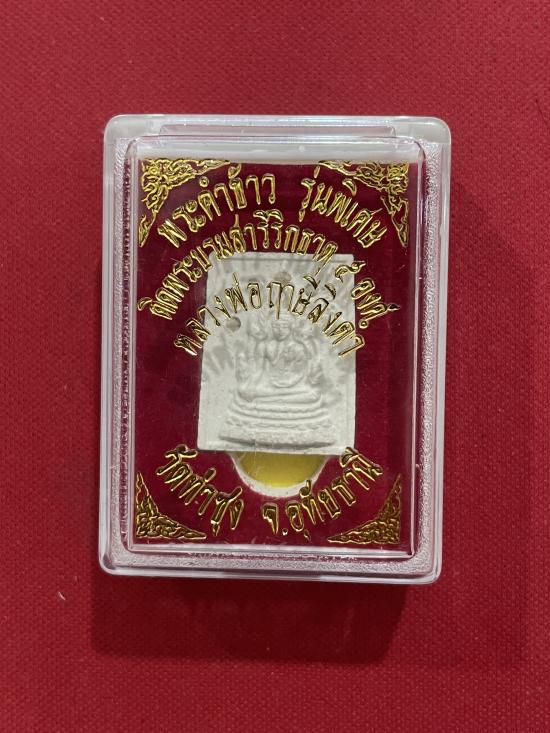 พระคำข้าว รุ่นพิเศษ
ติดพระบรมสารีริกธาตุ ๕ องค์
หลวงพ่อฤาษีลิงดำ
วัดท่าซุง จ.อุทัยธานี